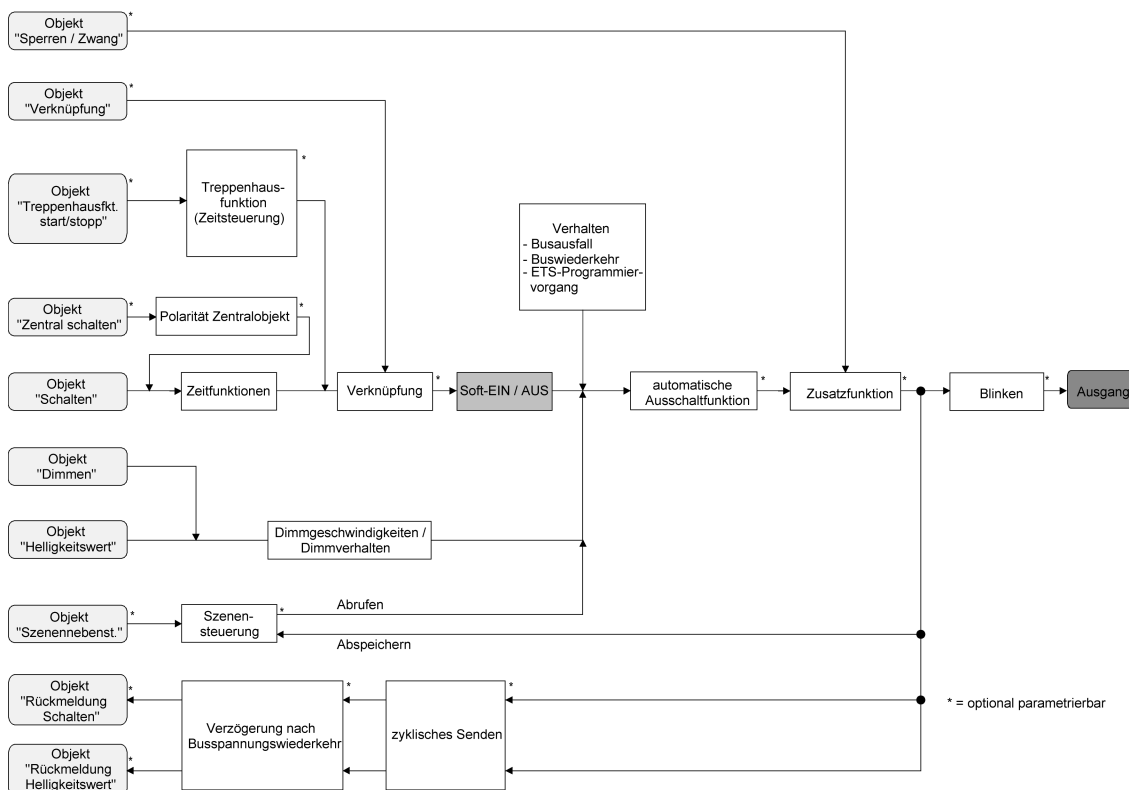 Objekt
"Sperren / Zwang"
*
Objekt
"Verknüpfung"
*
Objekt
"Treppenhausfkt.
start/stopp"
*
Treppenhaus-
funktion
(Zeitsteuerung)
*
Verhalten
- Busausfall
- Buswiederkehr
- ETS-Programmier-
vorgang
Objekt
"Zentral schalten"
*
Polarität Zentralobjekt
*
Objekt
"Schalten"
Zeitfunktionen
Verknüpfung
*
Soft-EIN / AUS
automatische
Ausschaltfunktion
*
Zusatzfunktion
*
Blinken
*
Ausgang
Objekt
"Dimmen"
Objekt
"Helligkeitswert"
Dimmgeschwindigkeiten /
Dimmverhalten
Objekt
"Szenennebenst."
*
Szenen-
steuerung
*
Abrufen
Abspeichern
Objekt
"Rückmeldung
Schalten"
*
Verzögerung nach
Busspannungswiederkehr
*
zyklisches Senden
*
* = optional parametrierbar
Objekt
"Rückmeldung
Helligkeitswert"
*